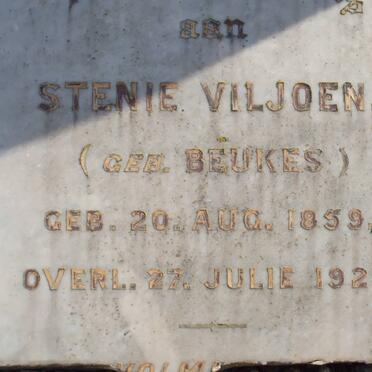 aan
STENIE VILJOEN
( GEB. BEUKES )
GEB. 20. AUG. 1859,
OVERL. 27. JULIE 192